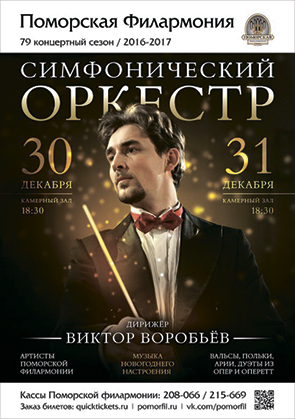 Поморская Филармония
79 концертный сезон / 2016-2017
ПОМОРСКАЯ
СИМФОНИЧЕСКИЙ
ОРКЕСТР
30
ДЕКАБРЯ
КАМЕРНЫЙ ЗАЛ
18:30
31
ДЕКАБРЯ
КАМЕРНЫЙ ЗАЛ
18:30
ДИРИЖЁР
ВИКТОР ВОРОБЬЁВ
АРТИСТЫ
ПОМОРСКОЙ
ФИЛАРМОНИИ
МУЗЫКА
НОВОГОДНЕГО
НАСТРОЕНИЯ
ВАЛЬСЫ, ПОЛЬКИ,
АРИИ, ДУЭТЫ ИЗ
ОПЕР И ОПЕРЕТТ
Кассы Поморской филармонии: 208-066 / 215-669
Заказ билетов: quicktickets.ru | pomorfil.ru | vk.com/pomorfil